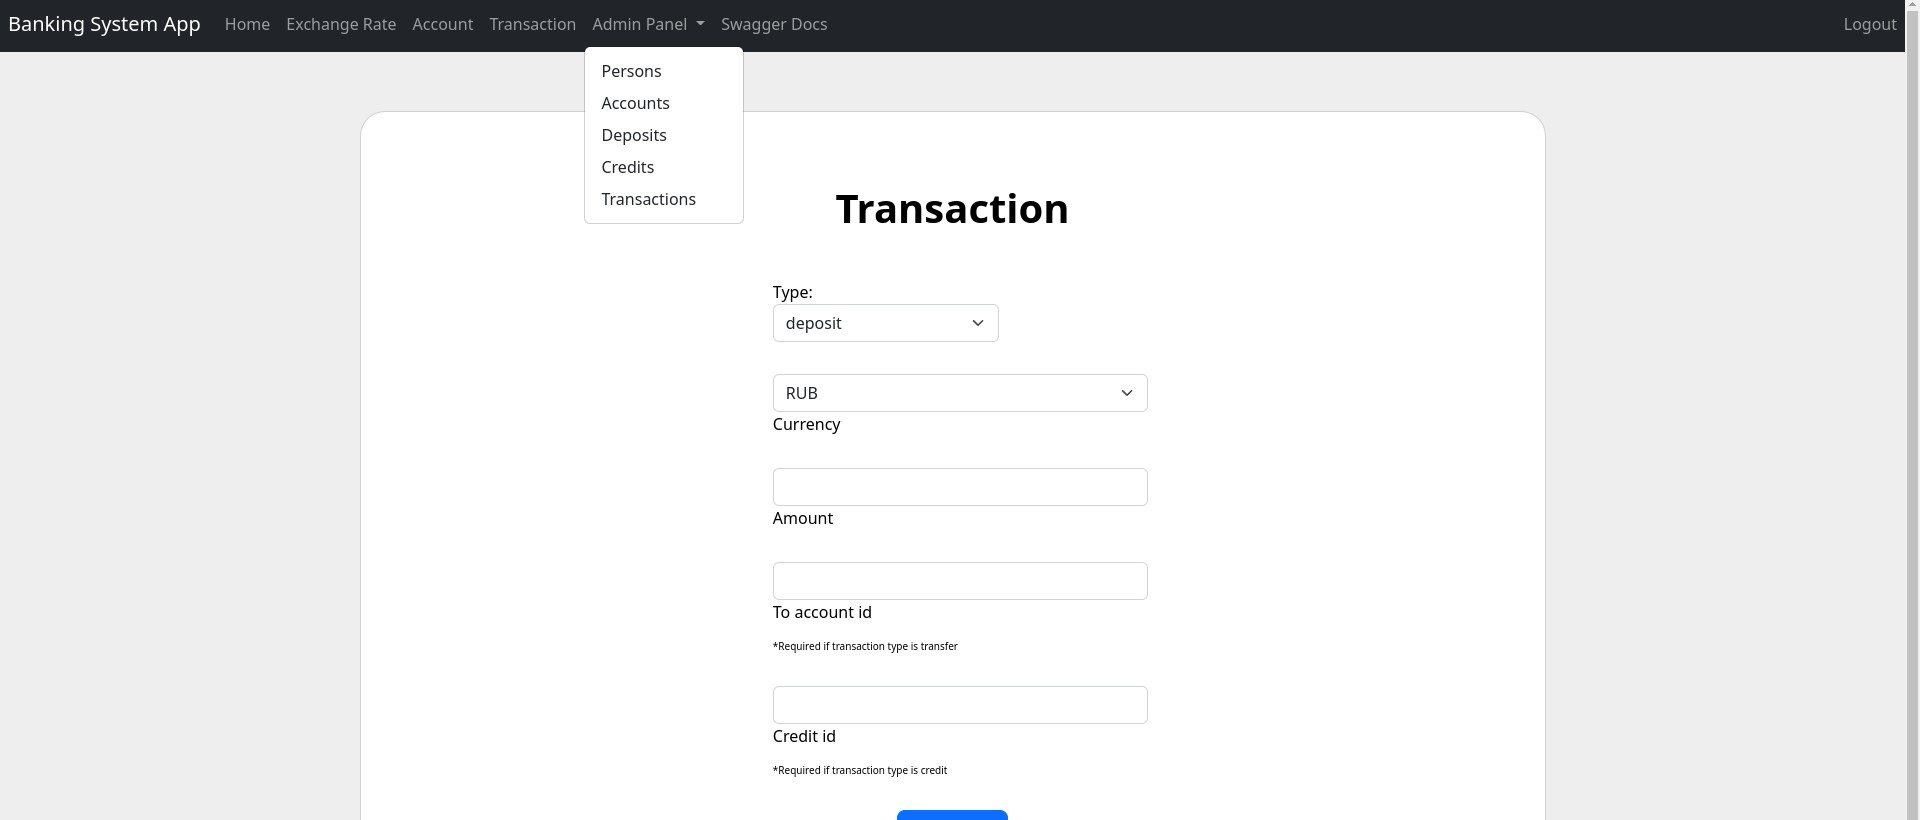 Banking System App Home Exchange Rate Account Transaction Admin Panel Swagger Docs Logout
Persons
Accounts
Deposits
Credits
Transactions
Transaction
Type:
deposit
RUB
Currency
Amount
To account id
*Required if transaction type is transfer
Credit id
*Required if transaction type is credit